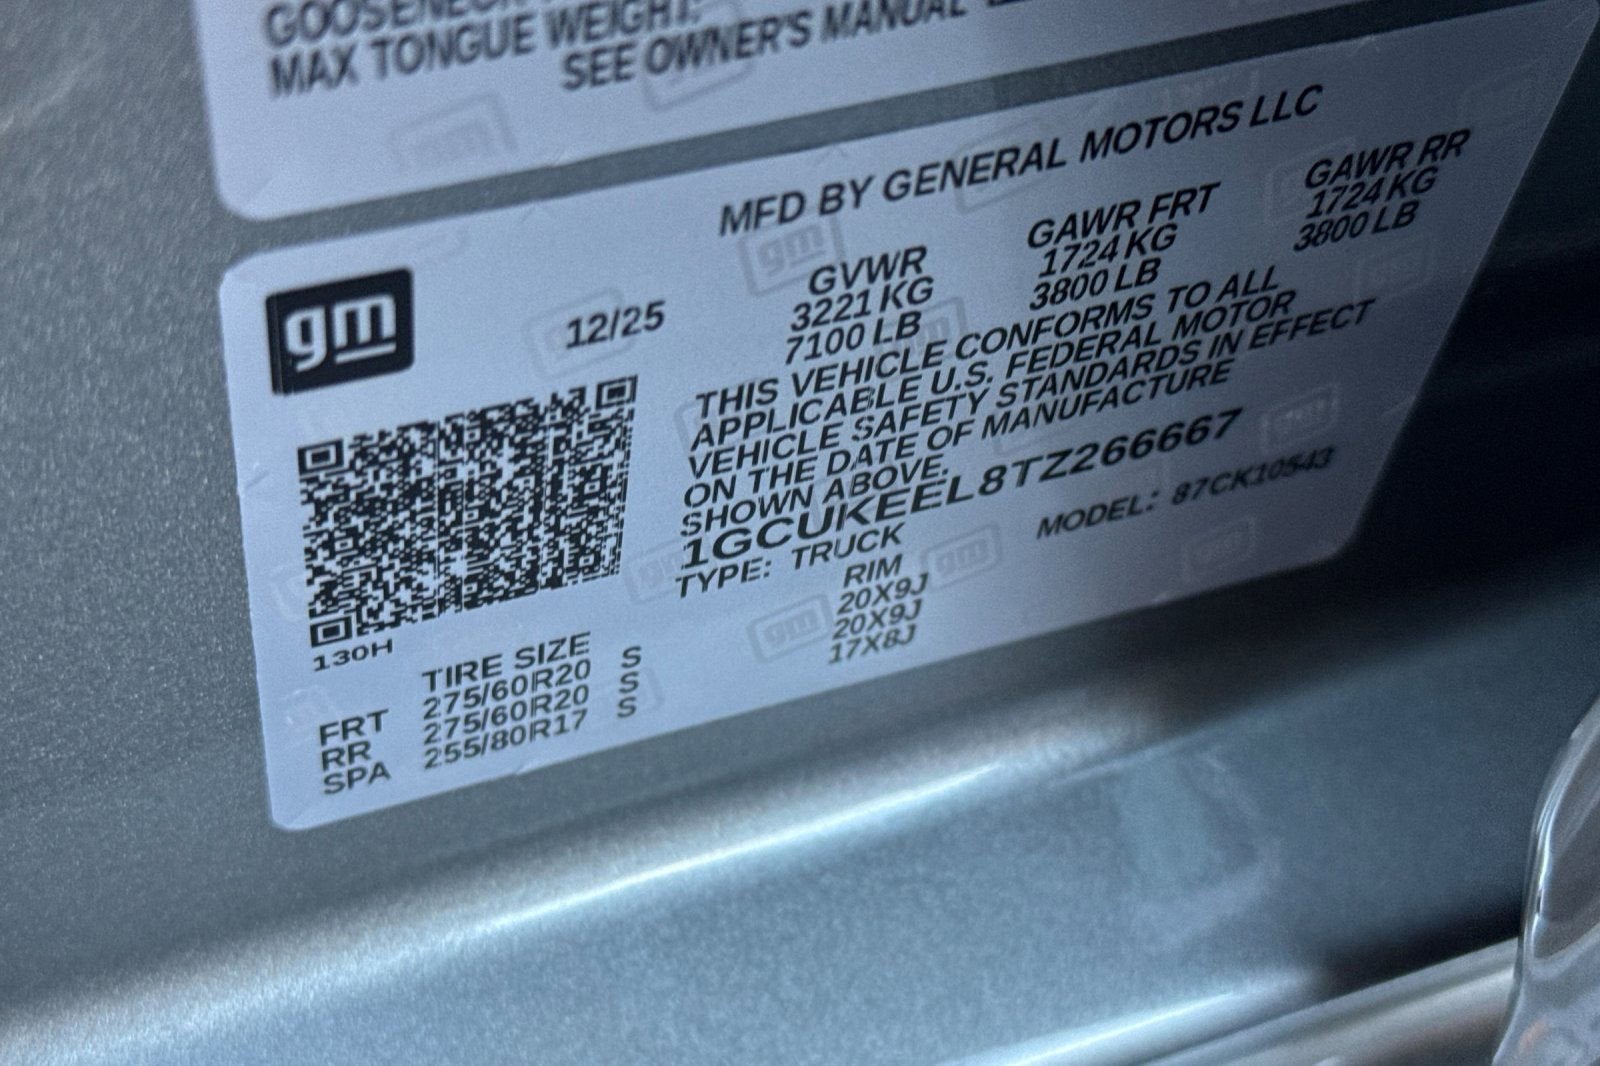 GOOSENECK
MAX TONGUE WEIGHT:
SEE OWNER'S MANUAL
MFD BY GENERAL MOTORS LLC
gm
12/25
GVWR GAWR FRT GAWR RR
3221 KG 1724 KG 1724 KG
7100 LB 3800 LB 3800 LB
THIS VEHICLE CONFORMS TO ALL
APPLICABLE U.S. FEDERAL MOTOR
VEHICLE SAFETY STANDARDS IN EFFECT
ON THE DATE OF MANUFACTURE
SHOWN ABOVE.
1GCUKEEL8TZ266667
TYPE: TRUCK MODEL: 87CK10543
130H
TIRE SIZE RIM
FRT 275/60R20 S 20X9J
RR 275/60R20 S 20X9J
SPA 255/80R17 S 17X8J